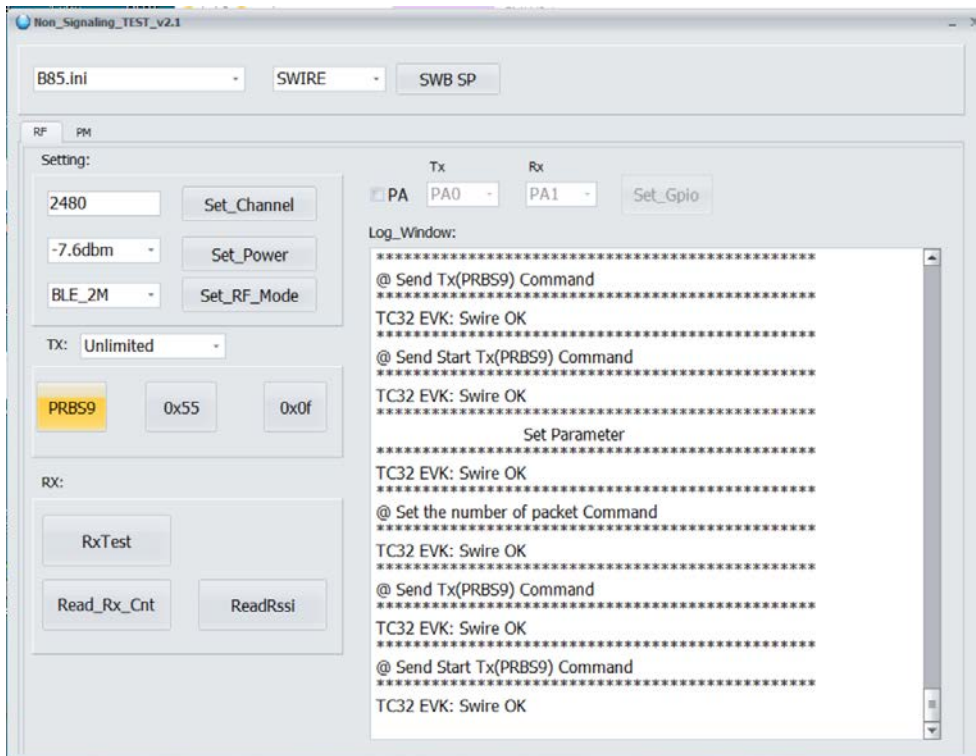 Non_Signaling_TEST_v2.1
B85.ini SWIRE SWB SP
RF PM
Setting:
2480 Set_Channel
-7.6dbm Set_Power
BLE_2M Set_RF_Mode
TX: Unlimited
PRBS9 0x55 0x0f
RX:
RxTest
Read_Rx_Cnt ReadRssi
Tx Rx
PA PA0 PA1 Set_Gpio
Log_Window:
********************************************************
@ Send Tx(PRBS9) Command
********************************************************
TC32 EVK: Swire OK
********************************************************
@ Send Start Tx(PRBS9) Command
********************************************************
TC32 EVK: Swire OK
********************************************************
Set Parameter
********************************************************
TC32 EVK: Swire OK
********************************************************
@ Set the number of packet Command
********************************************************
TC32 EVK: Swire OK
********************************************************
@ Send Tx(PRBS9) Command
********************************************************
TC32 EVK: Swire OK
********************************************************
@ Send Start Tx(PRBS9) Command
********************************************************
TC32 EVK: Swire OK